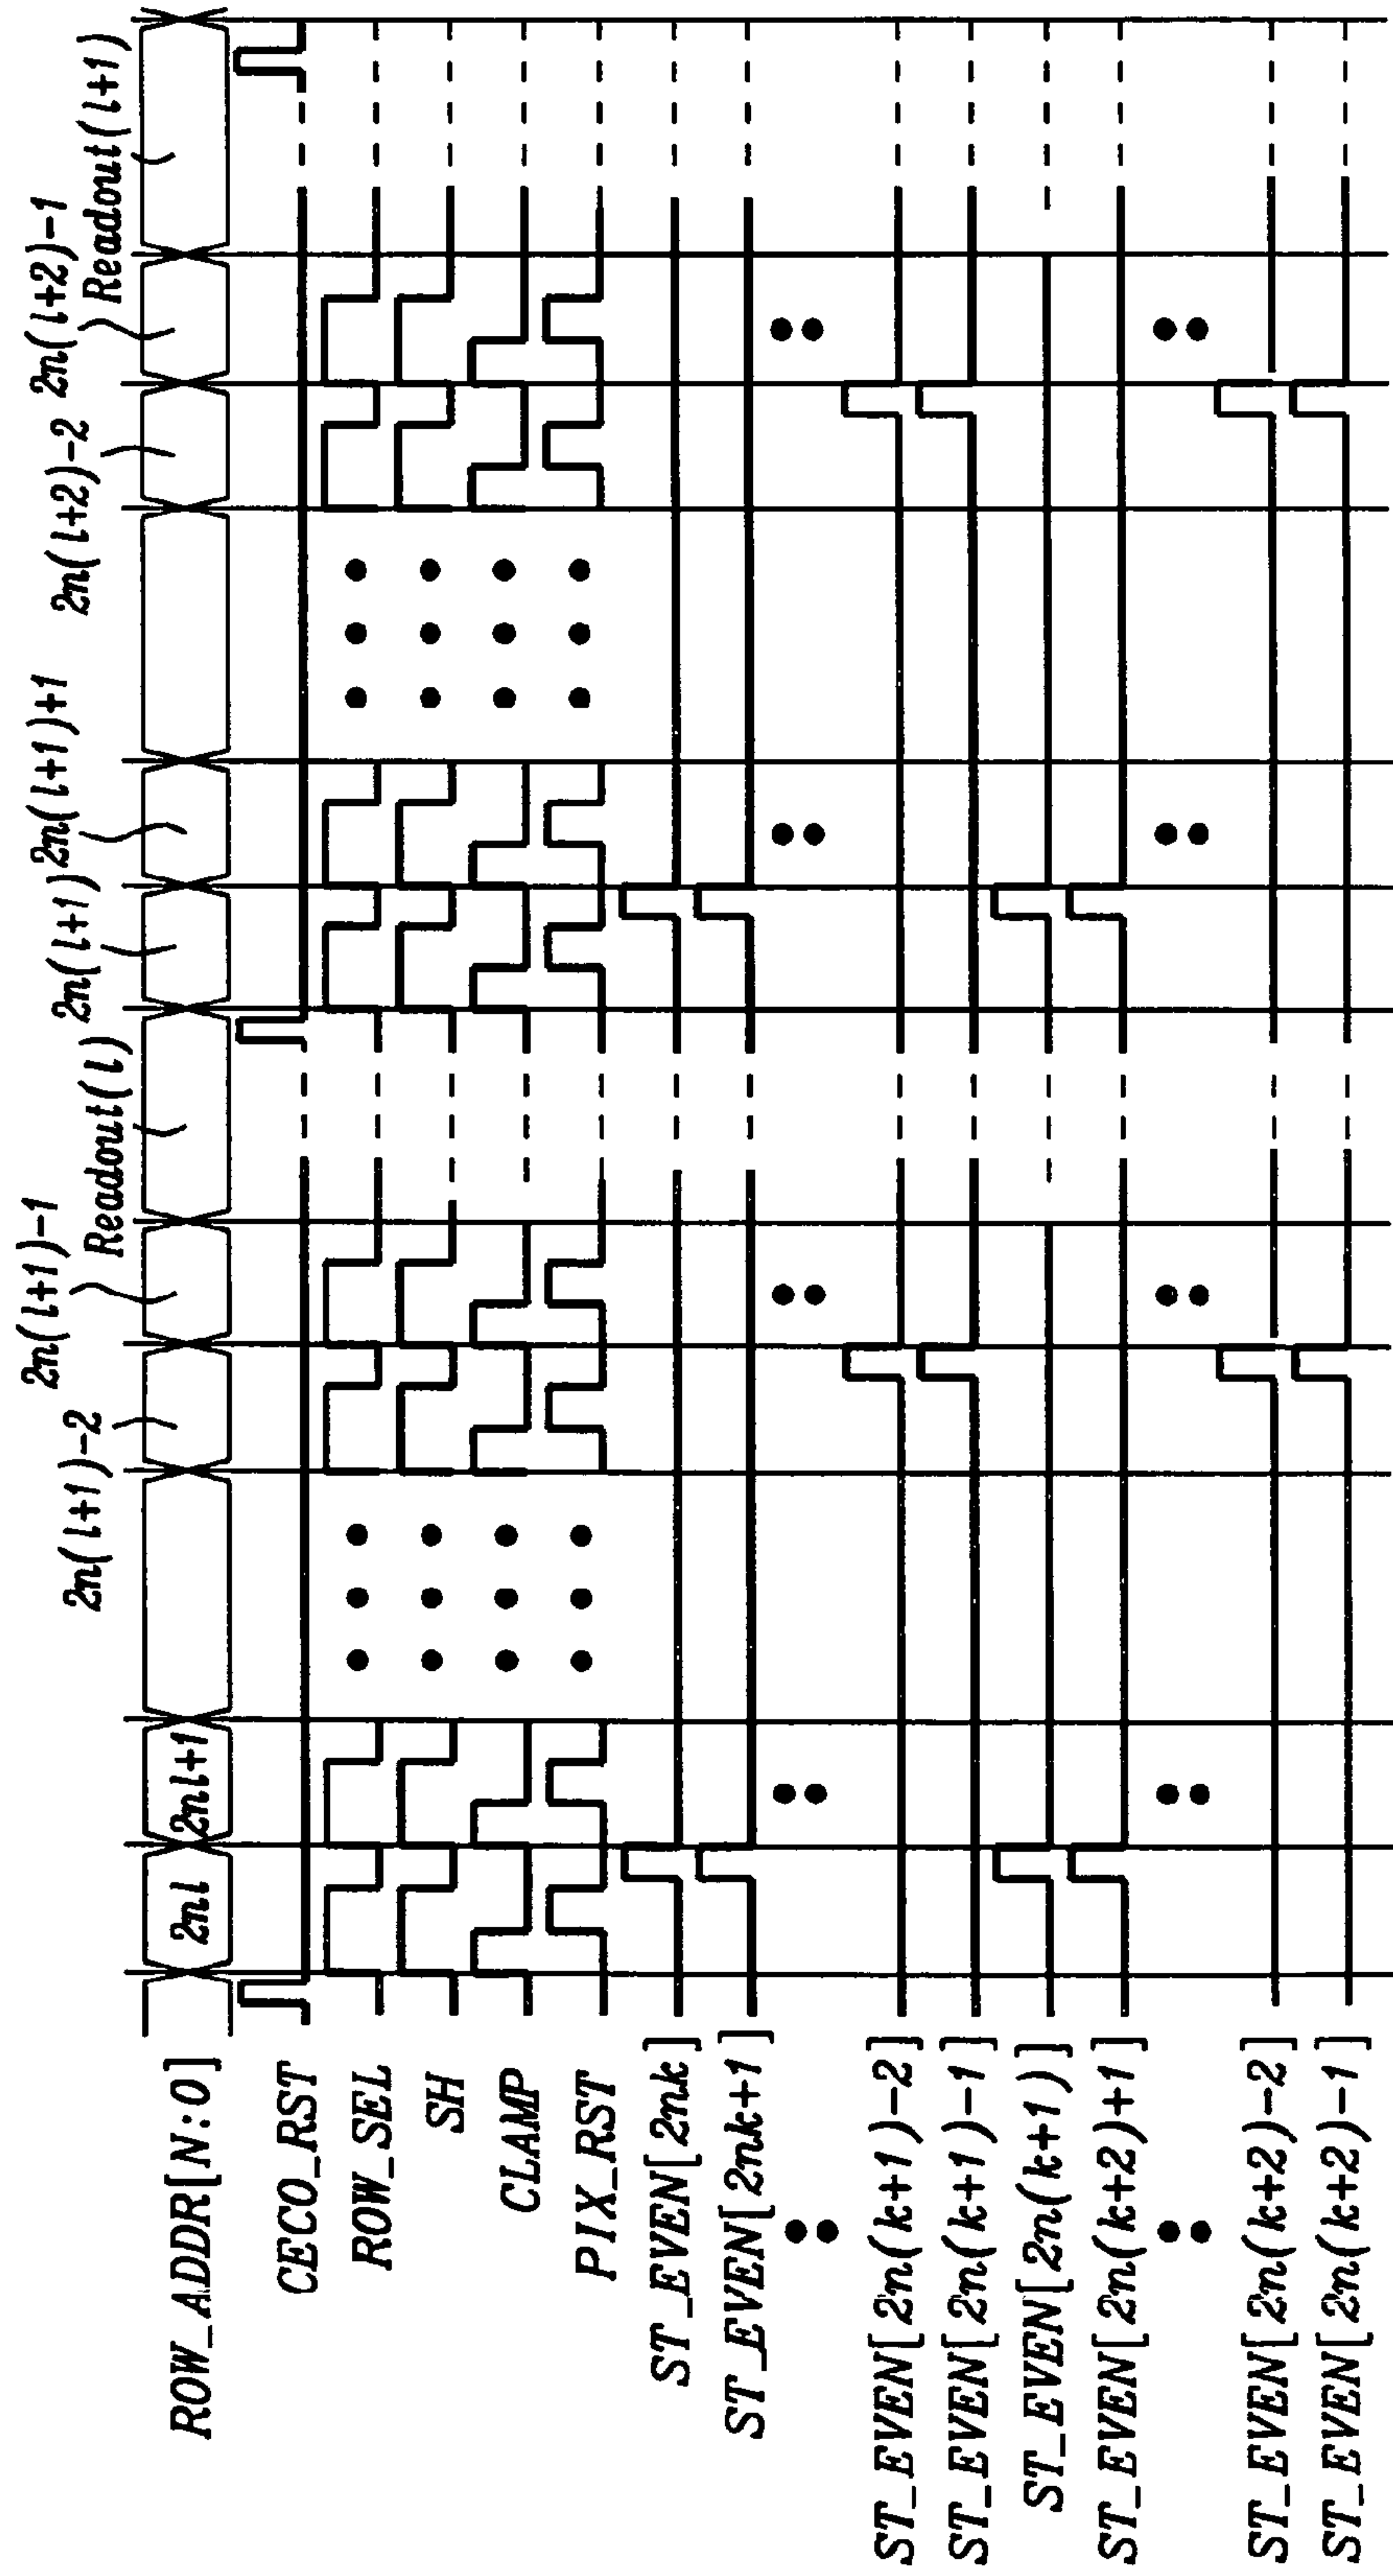 ROW_ADDR[N:0]
2nl
2nl+1
2n(l+1)-2
2n(l+1)-1
Readout(l)
2n(l+1)
2n(l+1)+1
2n(l+2)-2
2n(l+2)-1
Readout(l+1)
CECO_RST
ROW_SEL
SH
CLAMP
PIX_RST
ST_EVEN[2nk]
ST_EVEN[2nk+1]
ST_EVEN[2n(k+1)-2]
ST_EVEN[2n(k+1)-1]
ST_EVEN[2n(k+1)]
ST_EVEN[2n(k+2)+1]
ST_EVEN[2n(k+2)-2]
ST_EVEN[2n(k+2)-1]